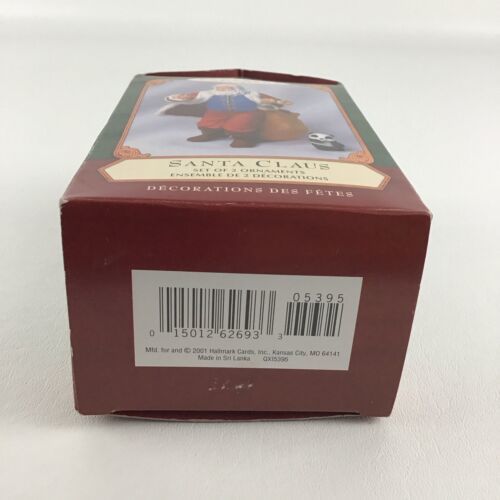 SANTA CLAUS
SET OF 2 ORNAMENTS
ENSEMBLE DE 2 DÉCORATIONS
DÉCORATIONS DES FÊTES
05395
0 15012 62693 3
Mfd. for and © 2001 Hallmark Cards, Inc., Kansas City, MO 64141
Made in Sri Lanka QXI5395